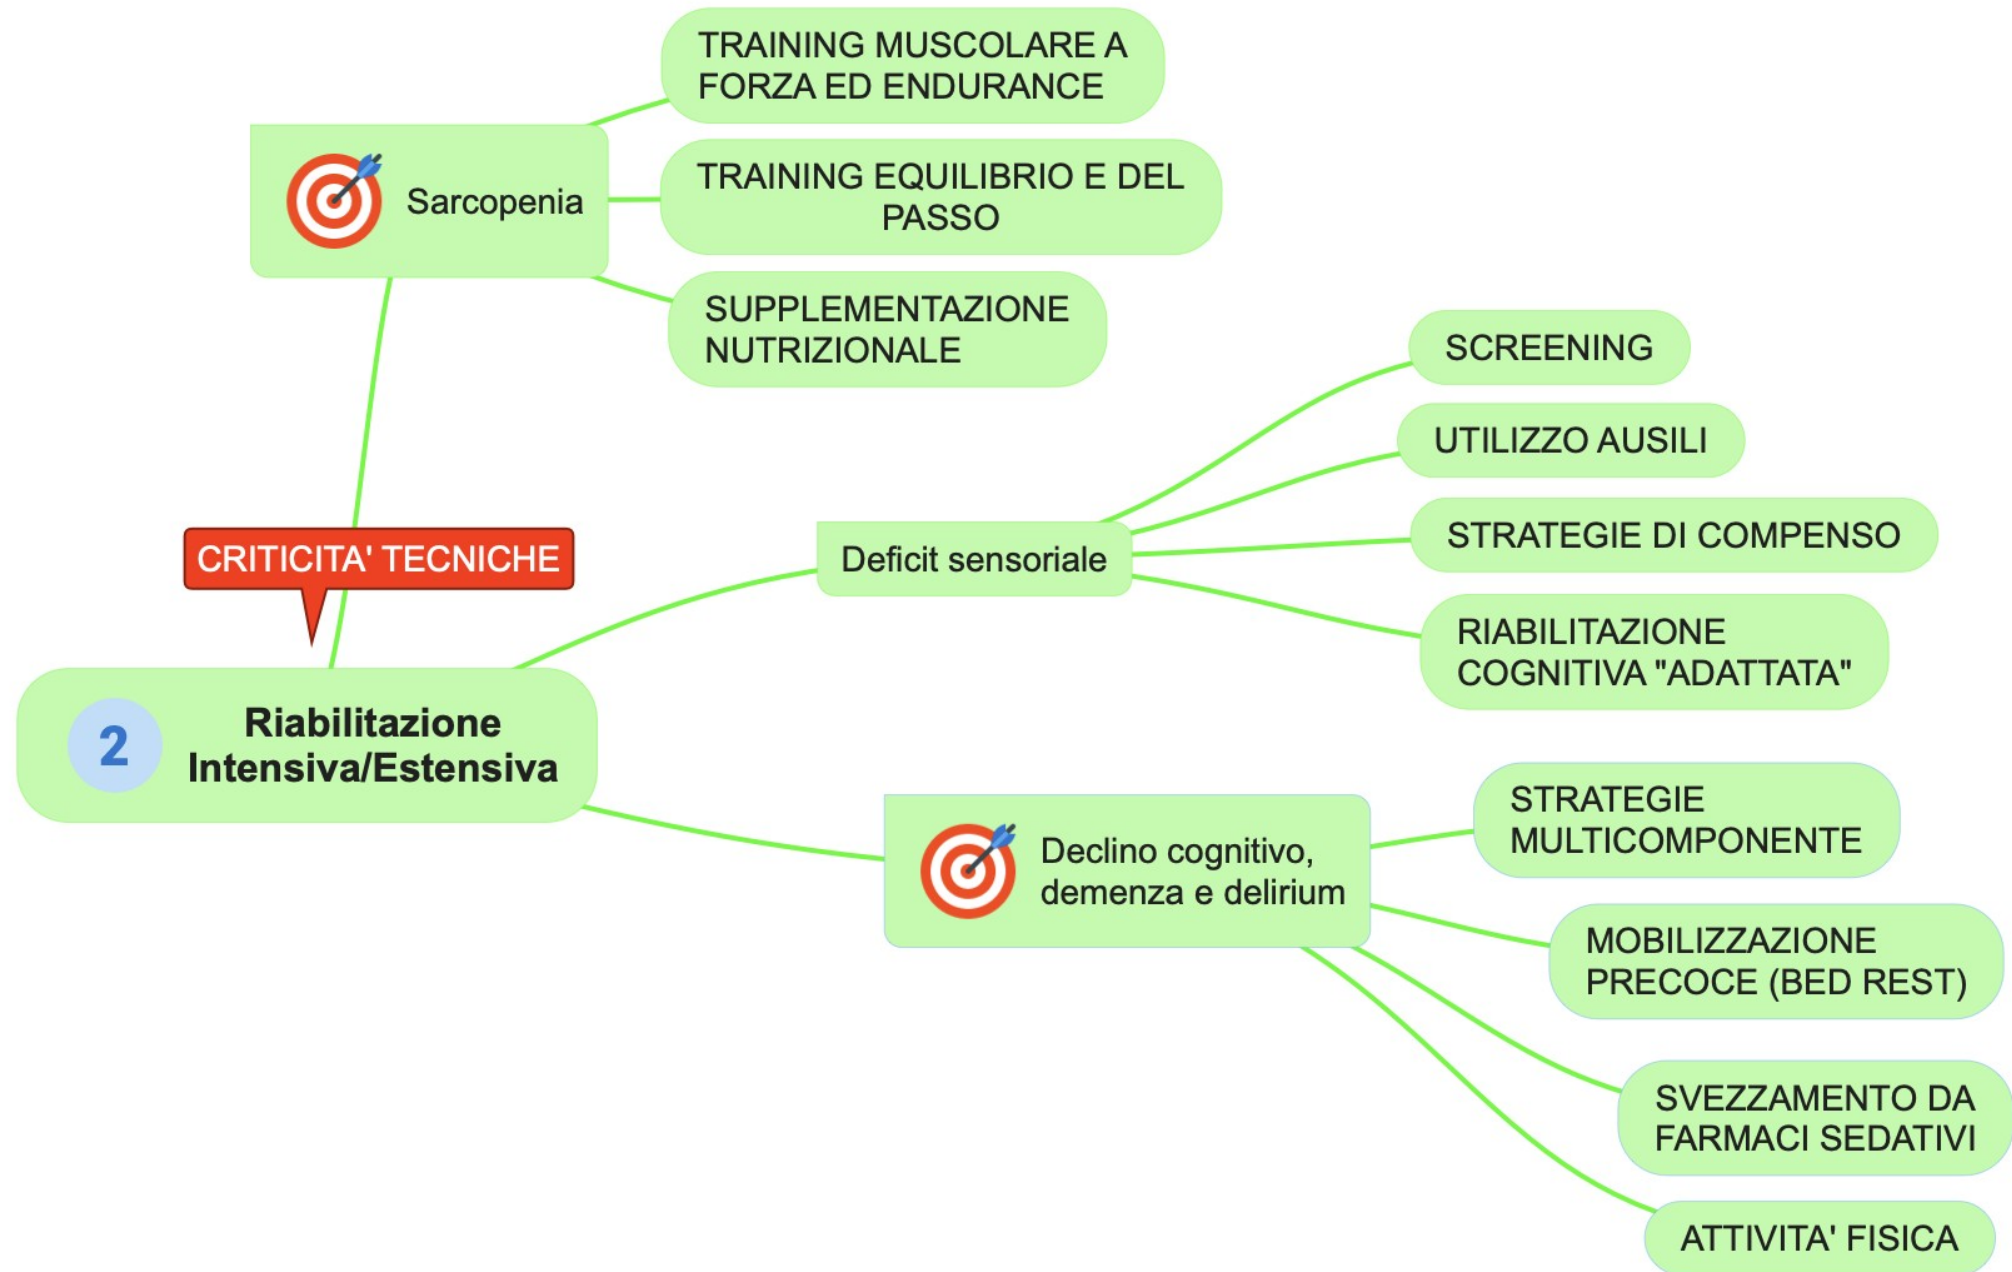 TRAINING MUSCOLARE A
FORZA ED ENDURANCE
Sarcopenia
TRAINING EQUILIBRIO E DEL
PASSO
SUPPLEMENTAZIONE
NUTRIZIONALE
CRITICITA' TECNICHE
2
Riabilitazione
Intensiva/Estensiva
Deficit sensoriale
SCREENING
UTILIZZO AUSILI
STRATEGIE DI COMPENSO
RIABILITAZIONE
COGNITIVA "ADATTATA"
Declino cognitivo,
demenza e delirium
STRATEGIE
MULTICOMPONENTE
MOBILIZZAZIONE
PRECOCE (BED REST)
SVEZZAMENTO DA
FARMACI SEDATIVI
ATTIVITA' FISICA